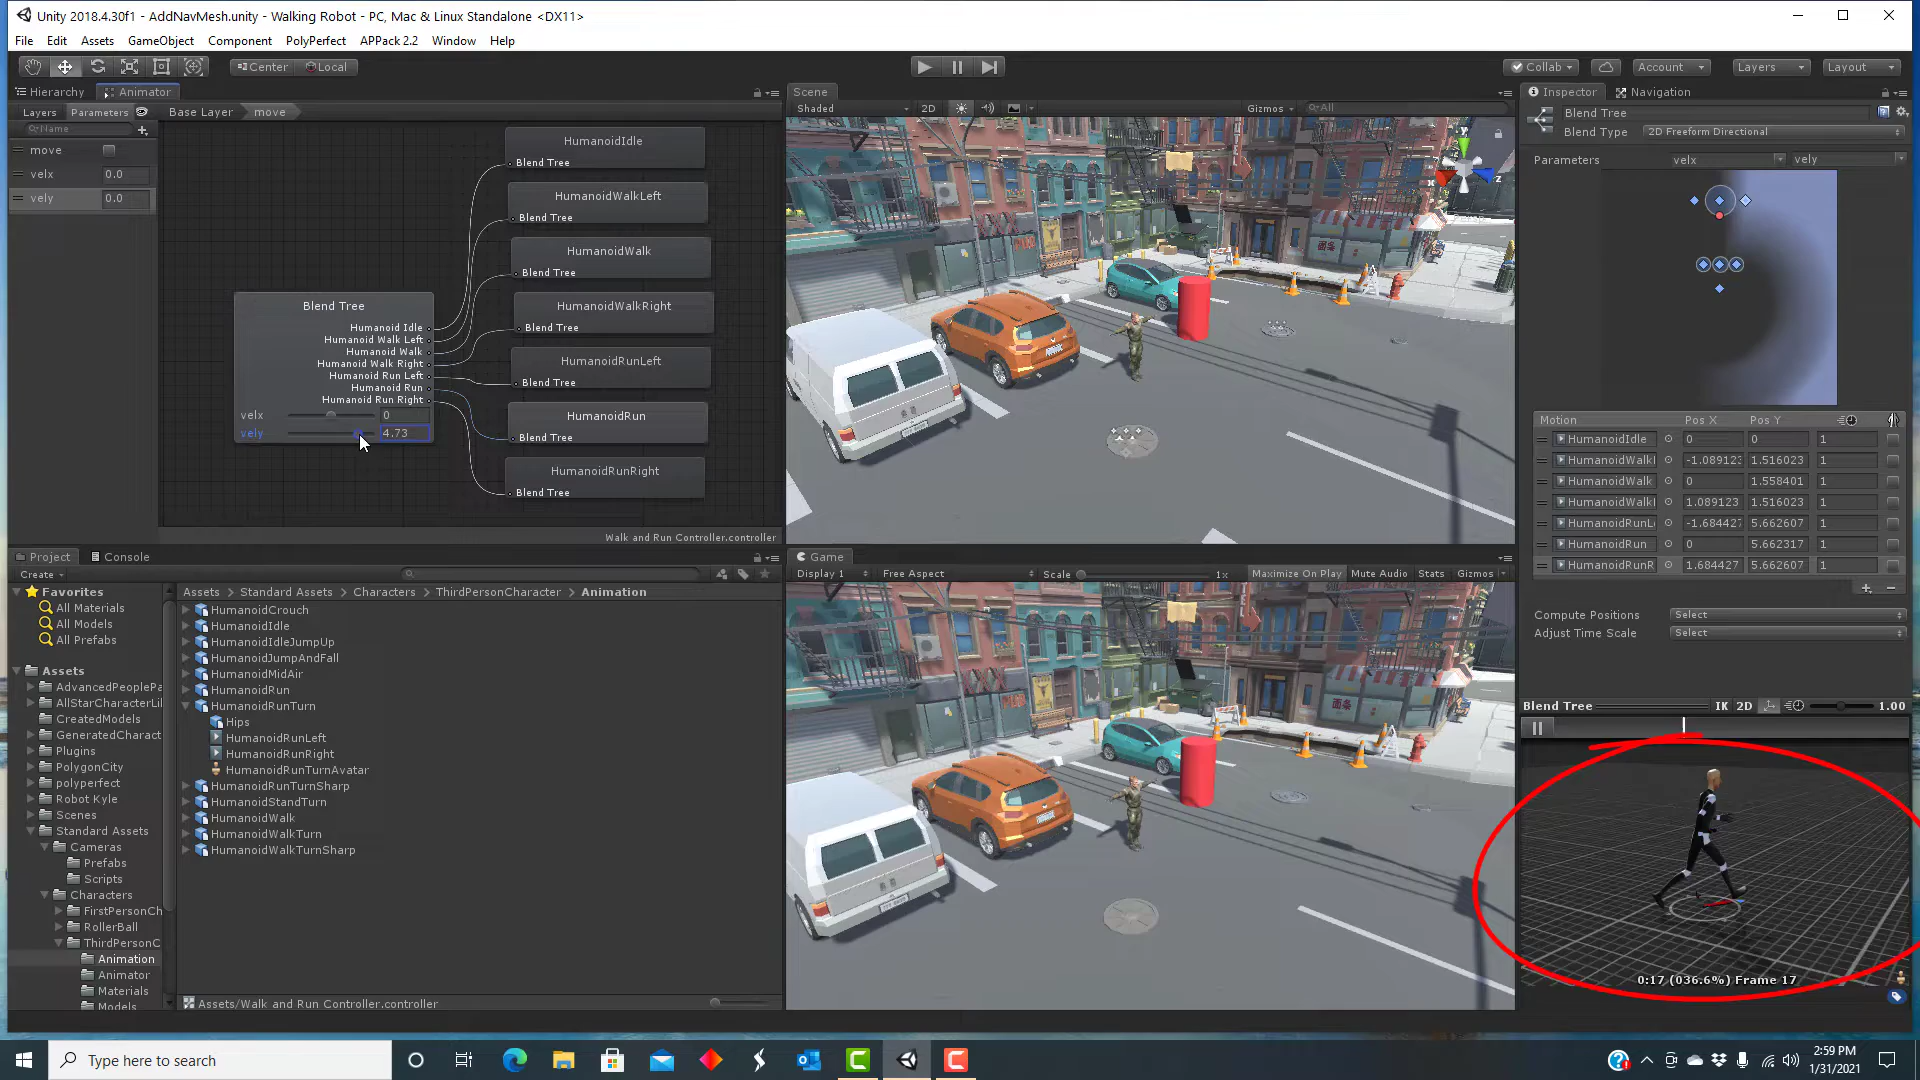 Unity 2018.4.30f1 - AddNavMesh.unity - Walking Robot - PC, Mac & Linux Standalone <DX11>
File Edit Assets GameObject Component PolyPerfect APPack 2.2 Window Help
Center Local Collab Account Layers Layout
Hierarchy Animator
Layers Parameters Base Layer move
Name
move
velx 0.0
vely 0.0
HumanoidIdle
Blend Tree
HumanoidWalkLeft
Blend Tree
HumanoidWalk
Blend Tree
HumanoidWalkRight
Blend Tree
HumanoidRunLeft
Blend Tree
HumanoidRun
Blend Tree
HumanoidRunRight
Blend Tree
Blend Tree
Humanoid Idle
Humanoid Walk Left
Humanoid Walk
Humanoid Walk Right
Humanoid Run Left
Humanoid Run
Humanoid Run Right
velx 0
vely 4.73
Walk and Run Controller.controller
Scene
Shaded 2D Gizmos All
y
x
z
Inspector Navigation
Blend Tree
Blend Type 2D Freeform Directional
Parameters velx vely
Motion Pos X Pos Y
HumanoidIdle 0 0 1
HumanoidWalkl -1.089123 1.516023 1
HumanoidWalk 0 1.558401 1
HumanoidWalkl 1.089123 1.516023 1
HumanoidRunL -1.684427 5.662607 1
HumanoidRun 0 5.662317 1
HumanoidRunR 1.684427 5.662607 1
+ -
Compute Positions Select
Adjust Time Scale Select
Blend Tree IK 2D 1.00
0:17 (036.6%) Frame 17
Project Console
Create
Favorites
All Materials
All Models
All Prefabs
Assets
AdvancedPeoplePa
AllStarCharacterLi
CreatedModels
GeneratedCharact
Plugins
PolygonCity
polyperfect
Robot Kyle
Scenes
Standard Assets
Cameras
Prefabs
Scripts
Characters
FirstPersonCh
RollerBall
ThirdPersonC
Animation
Animator
Materials
Models
Assets > Standard Assets > Characters > ThirdPersonCharacter > Animation
HumanoidCrouch
HumanoidIdle
HumanoidIdleJumpUp
HumanoidJumpAndFall
HumanoidMidAir
HumanoidRun
HumanoidRunTurn
Hips
HumanoidRunLeft
HumanoidRunRight
HumanoidRunTurnAvatar
HumanoidRunTurnSharp
HumanoidStandTurn
HumanoidWalk
HumanoidWalkTurn
HumanoidWalkTurnSharp
Assets/Walk and Run Controller.controller
Game
Display 1 Free Aspect Scale 1x Maximize On Play Mute Audio Stats Gizmos
Type here to search
2:59 PM
1/31/2021